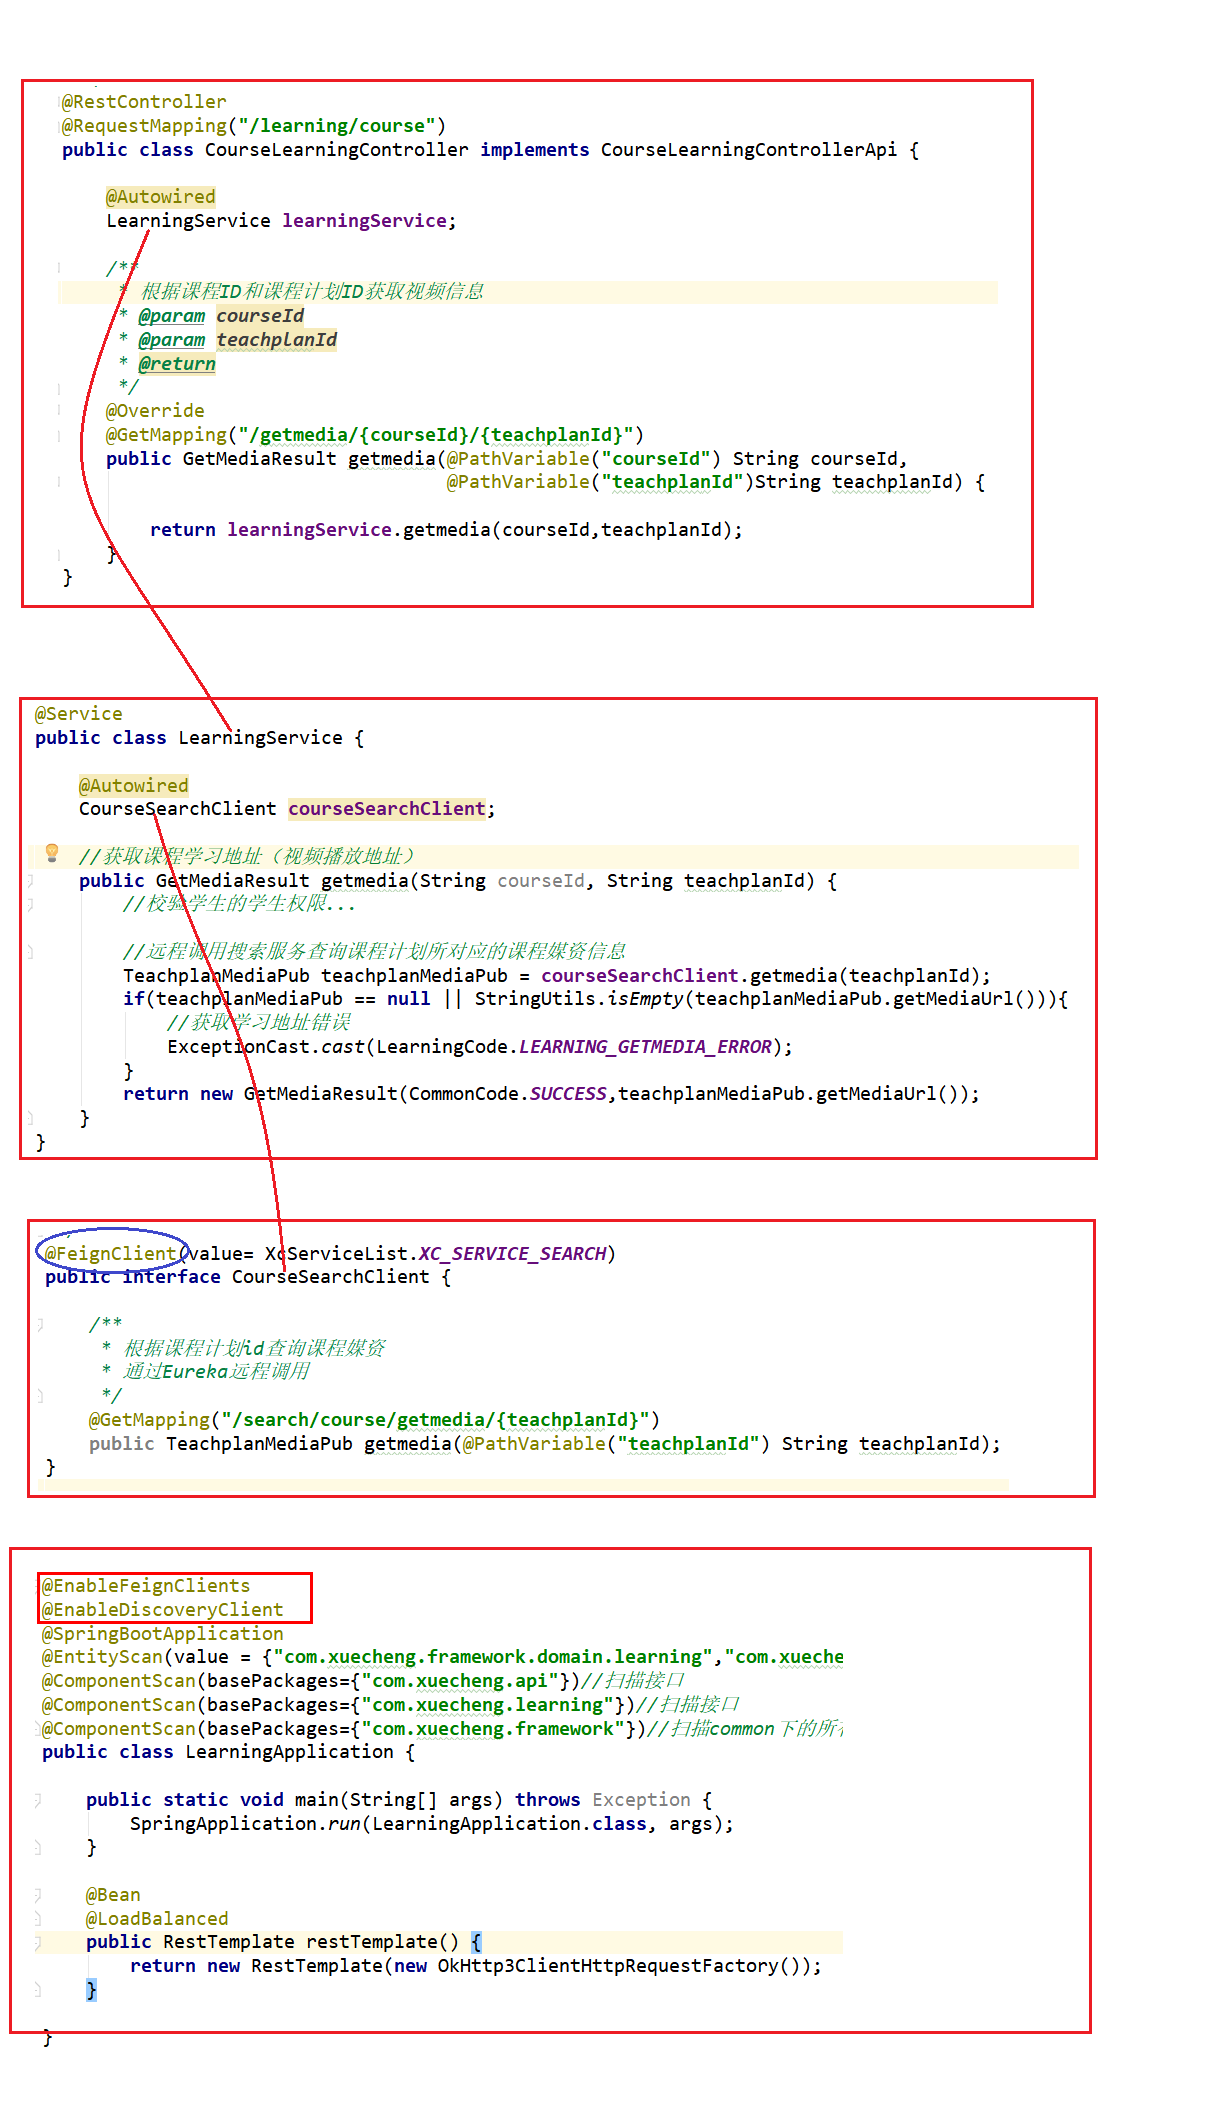 @RestController
@RequestMapping("/learning/course")
public class CourseLearningController implements CourseLearningControllerApi {
@Autowired
LearningService learningService;
/**
* 根据课程ID和课程计划ID获取视频信息
* @param courseId
* @param teachplanId
* @return
*/
@Override
@GetMapping("/getmedia/{courseId}/{teachplanId}")
public GetMediaResult getmedia(@PathVariable("courseId") String courseId,
@PathVariable("teachplanId")String teachplanId) {
return learningService.getmedia(courseId,teachplanId);
}
}
@Service
public class LearningService {
@Autowired
CourseSearchClient courseSearchClient;
//获取课程学习地址（视频播放地址）
public GetMediaResult getmedia(String courseId, String teachplanId) {
//校验学生的学生权限...
//远程调用搜索服务查询课程计划所对应的课程媒资信息
TeachplanMediaPub teachplanMediaPub = courseSearchClient.getmedia(teachplanId);
if(teachplanMediaPub == null || StringUtils.isEmpty(teachplanMediaPub.getMediaUrl())){
//获取学习地址错误
ExceptionCast.cast(LearningCode.LEARNING_GETMEDIA_ERROR);
}
return new GetMediaResult(CommonCode.SUCCESS,teachplanMediaPub.getMediaUrl());
}
}
@FeignClient(value= XcServiceList.XC_SERVICE_SEARCH)
public interface CourseSearchClient {
/**
* 根据课程计划id查询课程媒资
* 通过Eureka远程调用
*/
@GetMapping("/search/course/getmedia/{teachplanId}")
public TeachplanMediaPub getmedia(@PathVariable("teachplanId") String teachplanId);
}
@EnableFeignClients
@EnableDiscoveryClient
@SpringBootApplication
@EntityScan(value = {"com.xuecheng.framework.domain.learning","com.xueche
@ComponentScan(basePackages={"com.xuecheng.api"})//扫描接口
@ComponentScan(basePackages={"com.xuecheng.learning"})//扫描接口
@ComponentScan(basePackages={"com.xuecheng.framework"})//扫描common下的所
public class LearningApplication {
public static void main(String[] args) throws Exception {
SpringApplication.run(LearningApplication.class, args);
}
@Bean
@LoadBalanced
public RestTemplate restTemplate() {
return new RestTemplate(new OkHttp3ClientHttpRequestFactory());
}
}